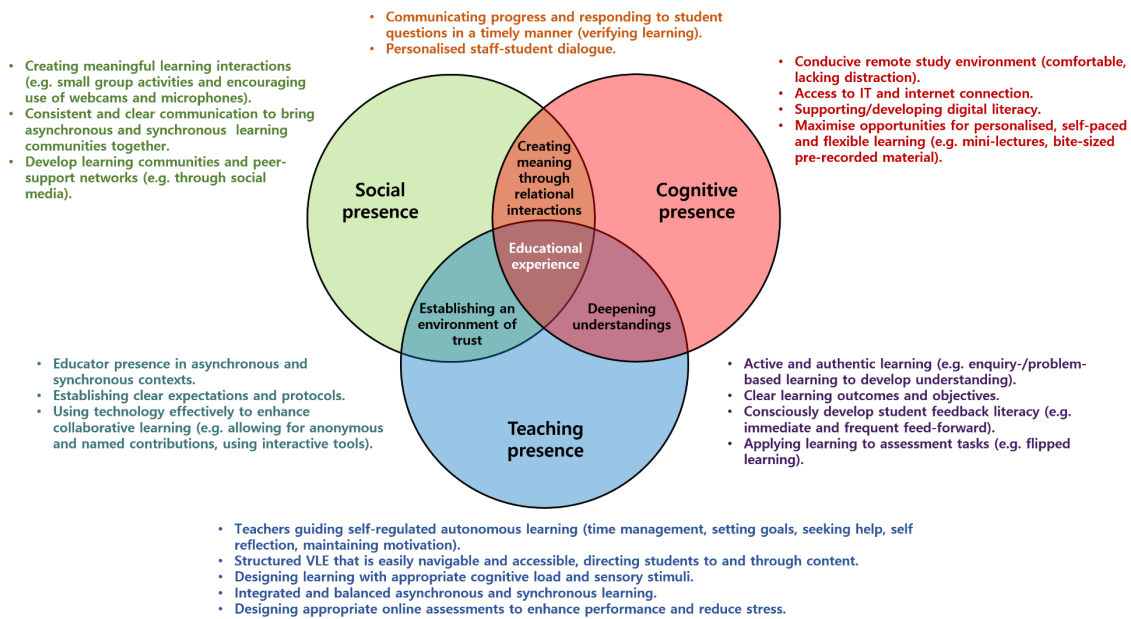 • Communicating progress and responding to student
questions in a timely manner (verifying learning).
• Personalised staff-student dialogue.
• Creating meaningful learning interactions
(e.g. small group activities and encouraging
use of webcams and microphones).
• Consistent and clear communication to bring
asynchronous and synchronous learning
communities together.
• Develop learning communities and peer-
support networks (e.g. through social
media).
• Conducive remote study environment (comfortable,
lacking distraction).
• Access to IT and internet connection.
• Supporting/developing digital literacy.
• Maximise opportunities for personalised, self-paced
and flexible learning (e.g. mini-lectures, bite-sized
pre-recorded material).
Social
presence
Creating
meaning
through
relational
interactions
Cognitive
presence
Educational
experience
Establishing an
environment of
trust
Deepening
understandings
Teaching
presence
• Educator presence in asynchronous and
synchronous contexts.
• Establishing clear expectations and protocols.
• Using technology effectively to enhance
collaborative learning (e.g. allowing for anonymous
and named contributions, using interactive tools).
• Active and authentic learning (e.g. enquiry-/problem-
based learning to develop understanding).
• Clear learning outcomes and objectives.
• Consciously develop student feedback literacy (e.g.
immediate and frequent feed-forward).
• Applying learning to assessment tasks (e.g. flipped
learning).
• Teachers guiding self-regulated autonomous learning (time management, setting goals, seeking help, self
reflection, maintaining motivation).
• Structured VLE that is easily navigable and accessible, directing students to and through content.
• Designing learning with appropriate cognitive load and sensory stimuli.
• Integrated and balanced asynchronous and synchronous learning.
• Designing appropriate online assessments to enhance performance and reduce stress.